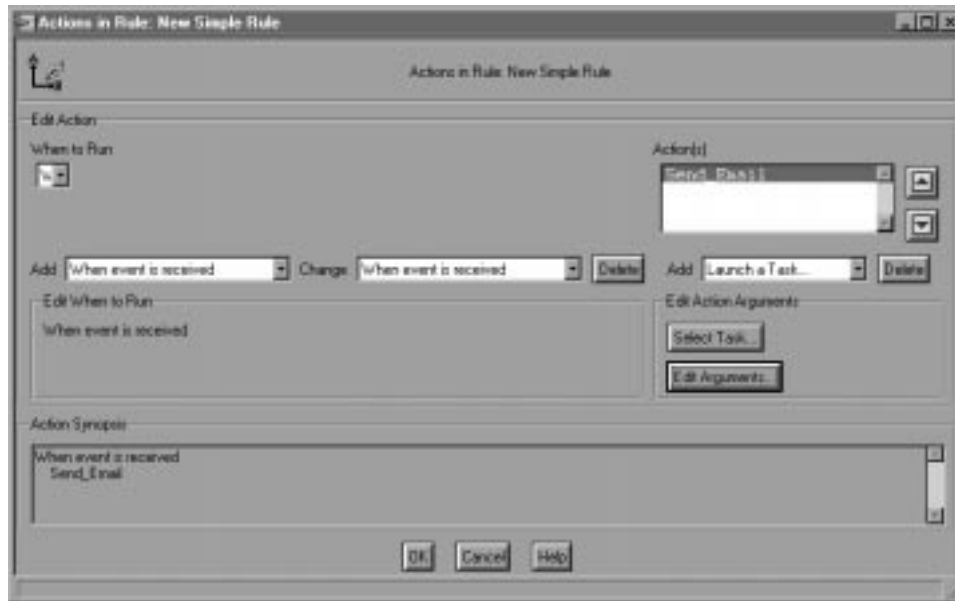 Actions in Rule: New Simple Rule
Actions in Rule: New Simple Rule
Edit Action
When to Run
Action(s)
Send_Email
Add When event is received Change When event is received Delete Add Launch a Task... Delete
Edit When to Run
Edit Action Arguments
When event is received
Select Task...
Edit Arguments...
Action Synopsis
When event is received
Send_Email
OK Cancel Help